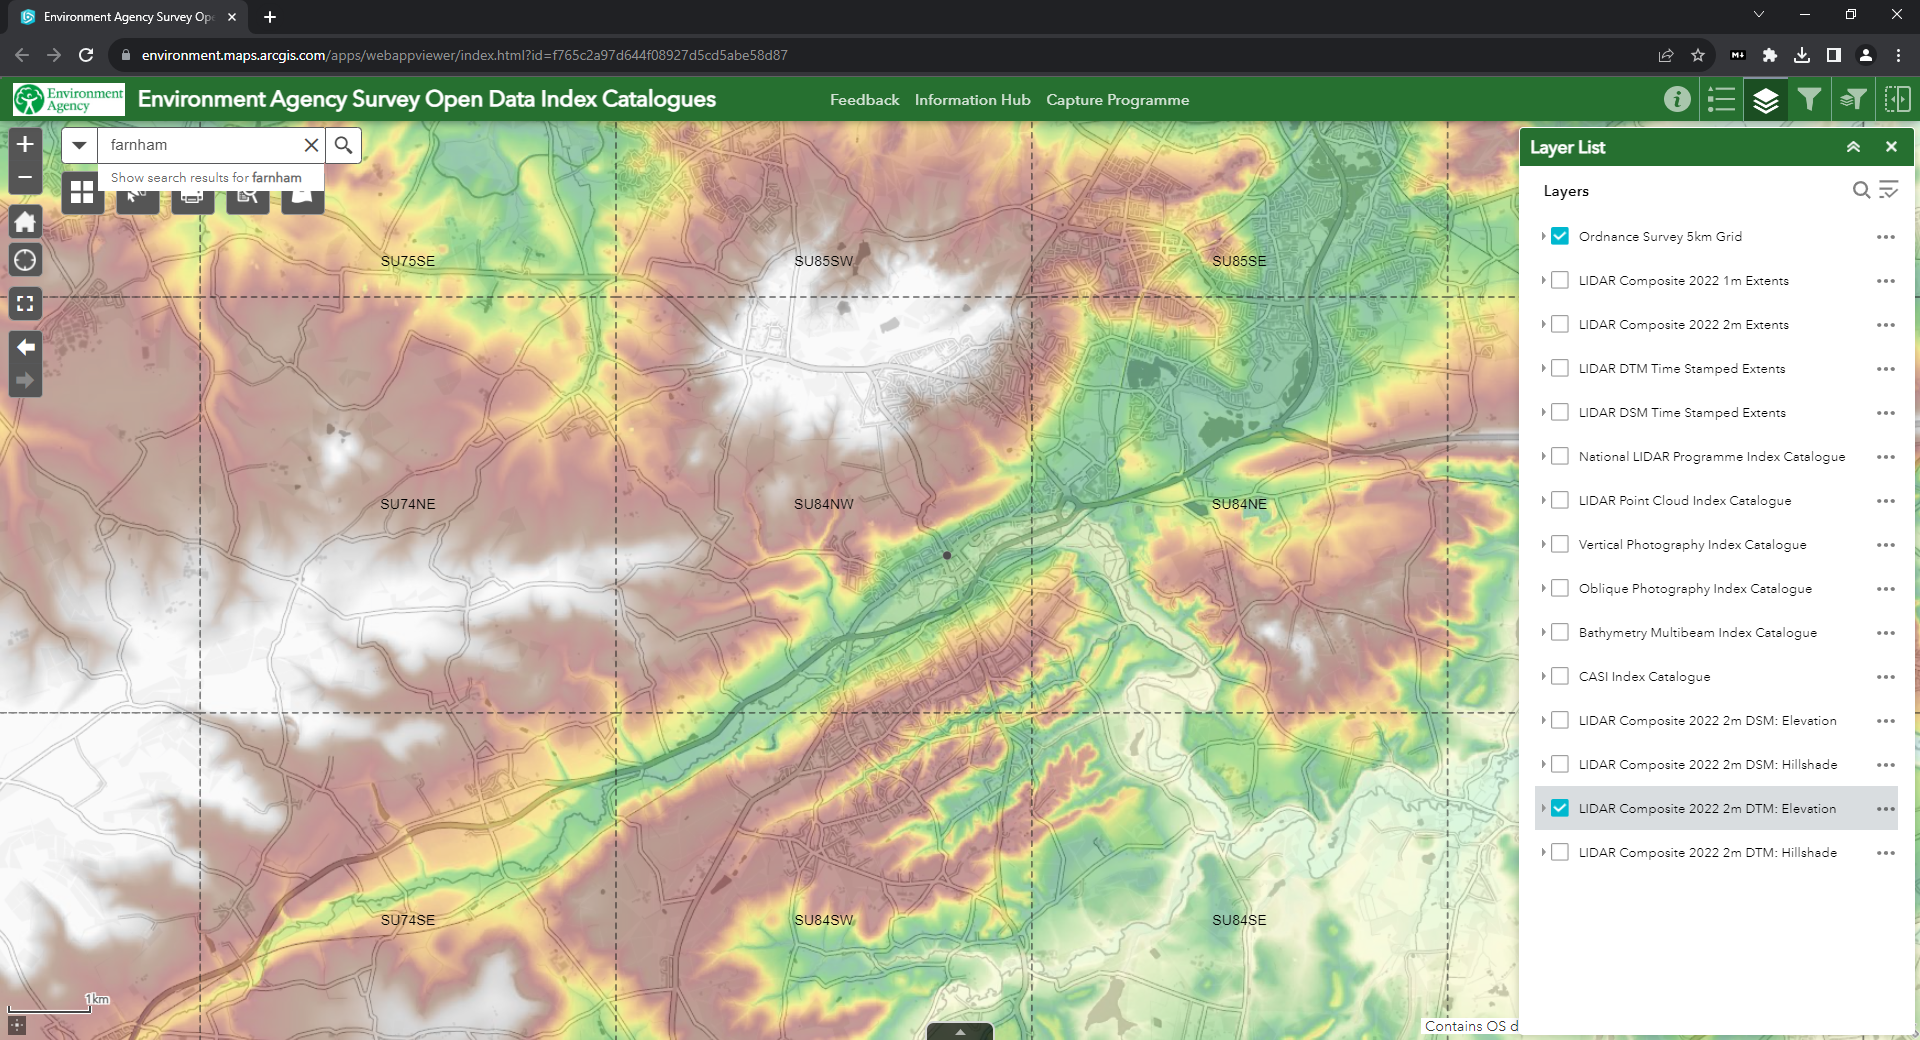 Environment Agency Survey Ope
environment.maps.arcgis.com/apps/webappviewer/index.html?id=f765c2a97d644f08927d5cd5abe58d87
Environment
Agency
Environment Agency Survey Open Data Index Catalogues
Feedback
Information Hub
Capture Programme
farnham
Show search results for farnham
SU75SE
SU85SW
SU85SE
SU74NE
SU84NW
SU84NE
SU74SE
SU84SW
SU84SE
1km
Contains OS d
Layer List
Layers
Ordnance Survey 5km Grid
LIDAR Composite 2022 1m Extents
LIDAR Composite 2022 2m Extents
LIDAR DTM Time Stamped Extents
LIDAR DSM Time Stamped Extents
National LIDAR Programme Index Catalogue
LIDAR Point Cloud Index Catalogue
Vertical Photography Index Catalogue
Oblique Photography Index Catalogue
Bathymetry Multibeam Index Catalogue
CASI Index Catalogue
LIDAR Composite 2022 2m DSM: Elevation
LIDAR Composite 2022 2m DSM: Hillshade
LIDAR Composite 2022 2m DTM: Elevation
LIDAR Composite 2022 2m DTM: Hillshade